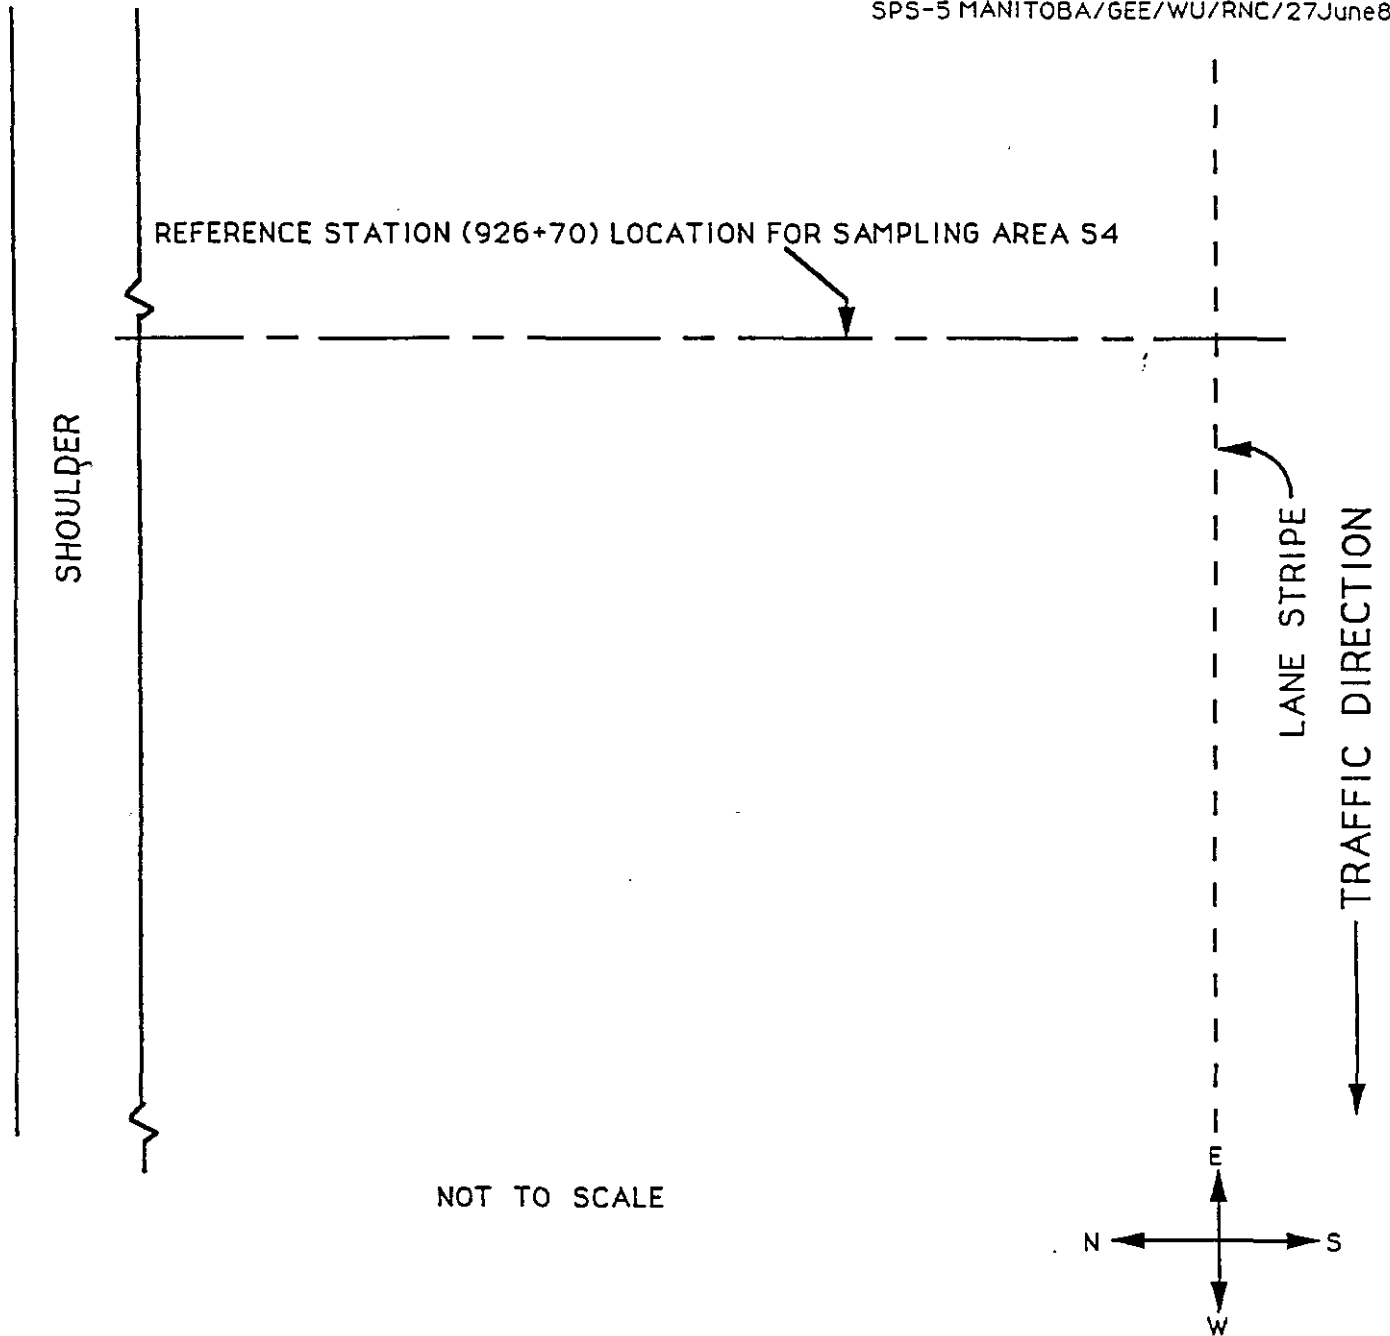 SPS-5 MANITOBA/GEE/WU/RNC/27June8
REFERENCE STATION (926+70) LOCATION FOR SAMPLING AREA S4
SHOULDER
LANE STRIPE
TRAFFIC DIRECTION
NOT TO SCALE
E
N
S
W